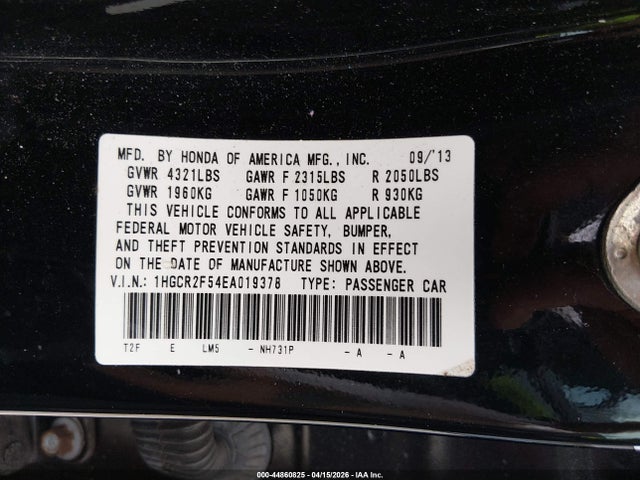 MFD. BY HONDA OF AMERICA MFG., INC. 09/'13
GVWR 4321LBS GAWR F 2315LBS R 2050LBS
GVWR 1960KG GAWR F 1050KG R 930KG
THIS VEHICLE CONFORMS TO ALL APPLICABLE
FEDERAL MOTOR VEHICLE SAFETY, BUMPER,
AND THEFT PREVENTION STANDARDS IN EFFECT
ON THE DATE OF MANUFACTURE SHOWN ABOVE.
V.I.N.: 1HGCR2F54EA019378 TYPE: PASSENGER CAR
T2F E LM5 - NH731P - A - A
000-44860825 | 04/15/2026 | IAA Inc.